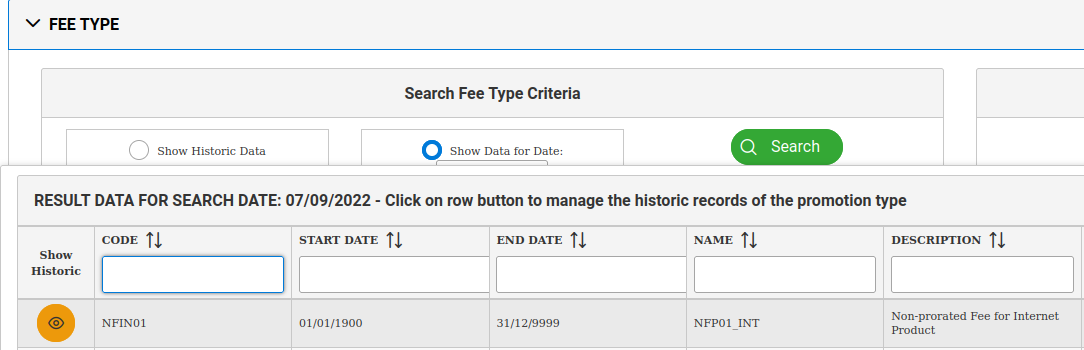 FEE TYPE
Search Fee Type Criteria
Show Historic Data
Show Data for Date:
Search
RESULT DATA FOR SEARCH DATE: 07/09/2022 - Click on row button to manage the historic records of the promotion type
Show Historic
CODE
START DATE
END DATE
NAME
DESCRIPTION
NFIN01
01/01/1900
31/12/9999
NFP01_INT
Non-prorated Fee for Internet
Product